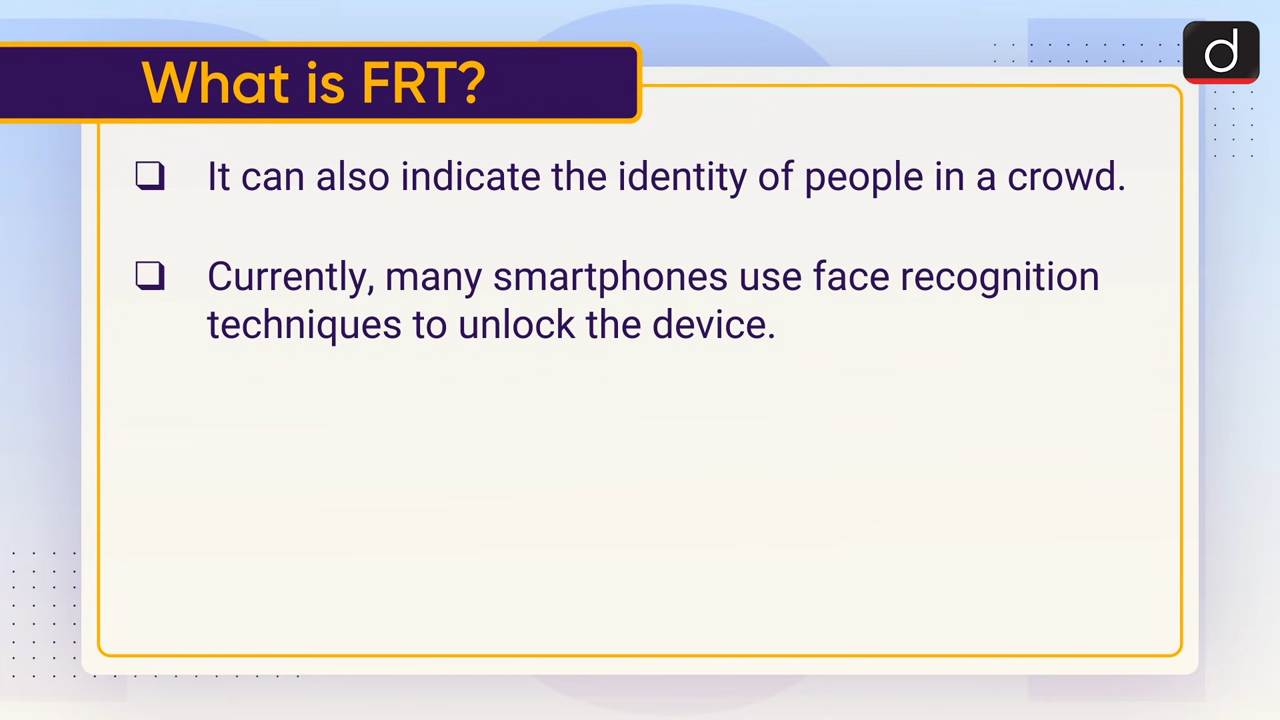 What is FRT?
d
❑ It can also indicate the identity of people in a crowd.
❑ Currently, many smartphones use face recognition
techniques to unlock the device.